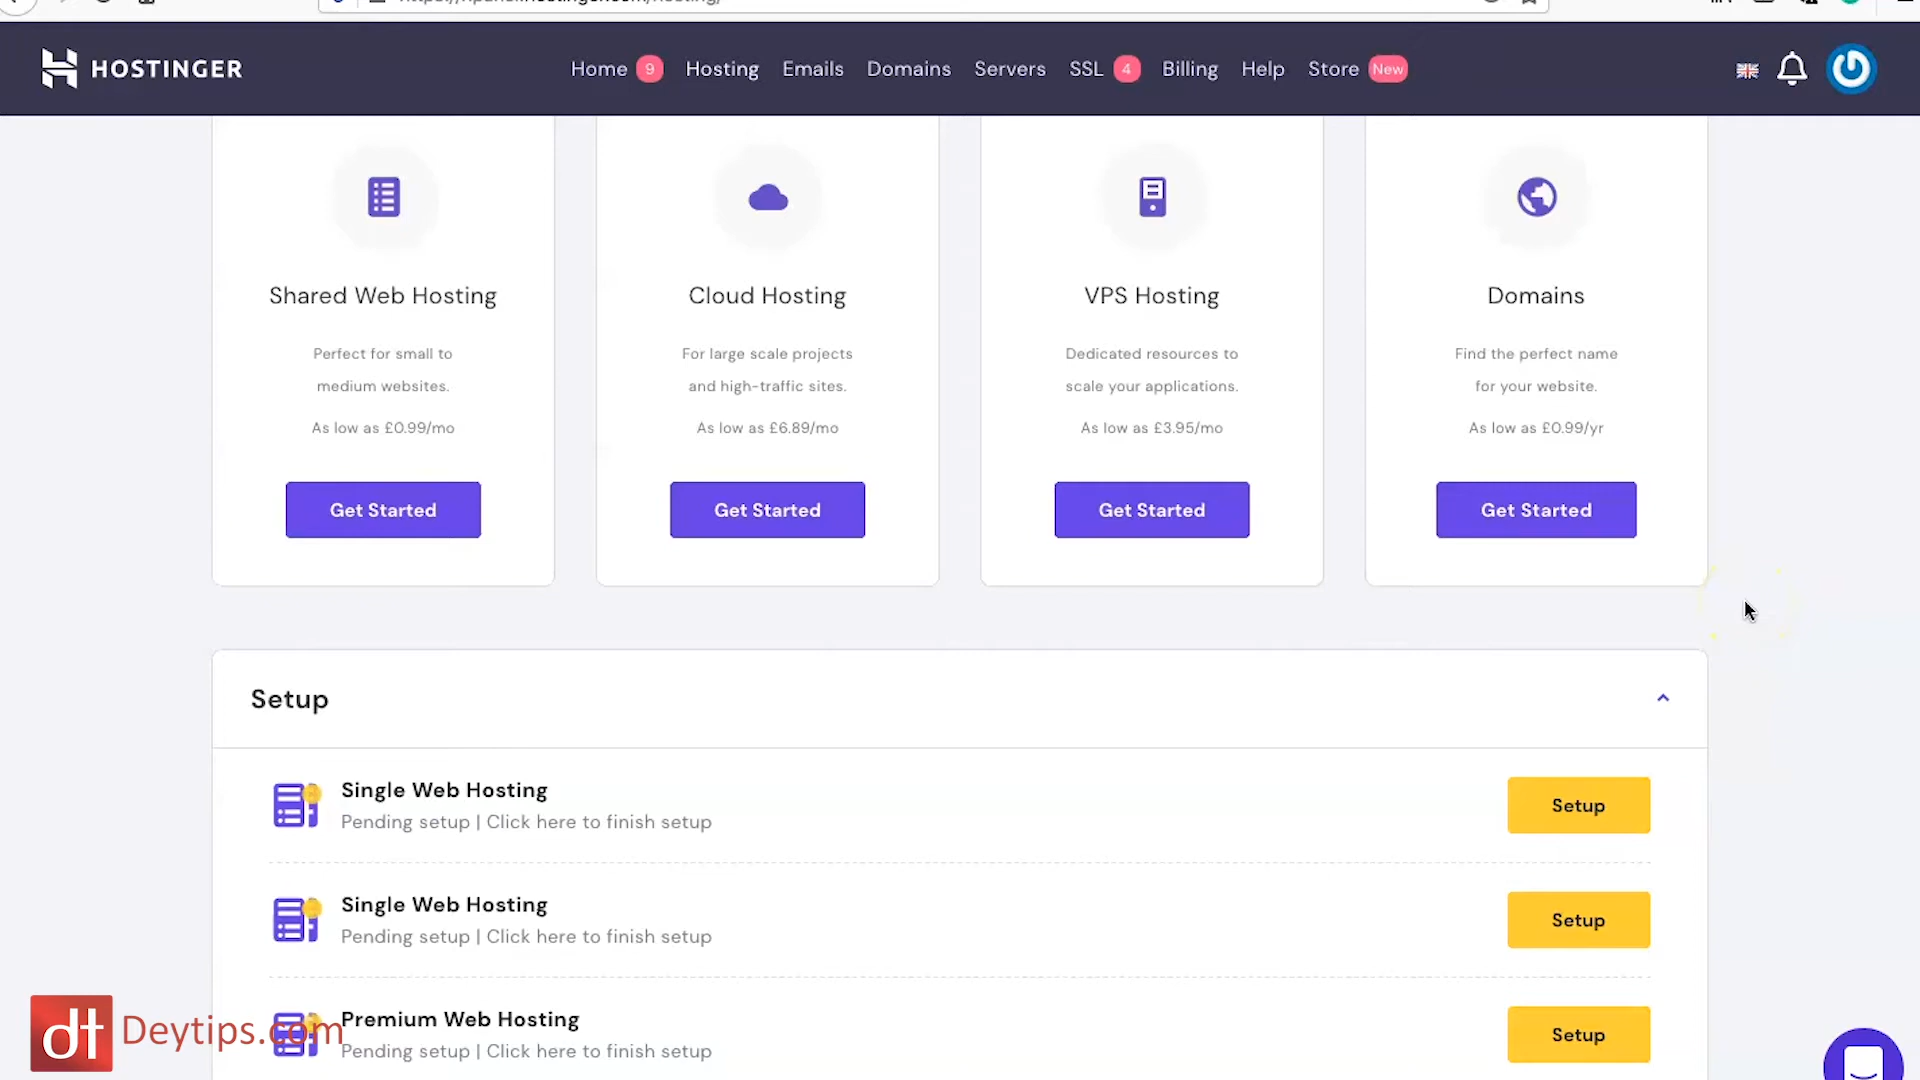 HOSTINGER
Home 9 Hosting Emails Domains Servers SSL 4 Billing Help Store New
Shared Web Hosting
Perfect for small to
medium websites.
As low as £0.99/mo
Get Started
Cloud Hosting
For large scale projects
and high-traffic sites.
As low as £6.89/mo
Get Started
VPS Hosting
Dedicated resources to
scale your applications.
As low as £3.95/mo
Get Started
Domains
Find the perfect name
for your website.
As low as £0.99/yr
Get Started
Setup
Single Web Hosting
Pending setup | Click here to finish setup
Setup
Single Web Hosting
Pending setup | Click here to finish setup
Setup
Premium Web Hosting
Pending setup | Click here to finish setup
Setup
dt Deytips.com